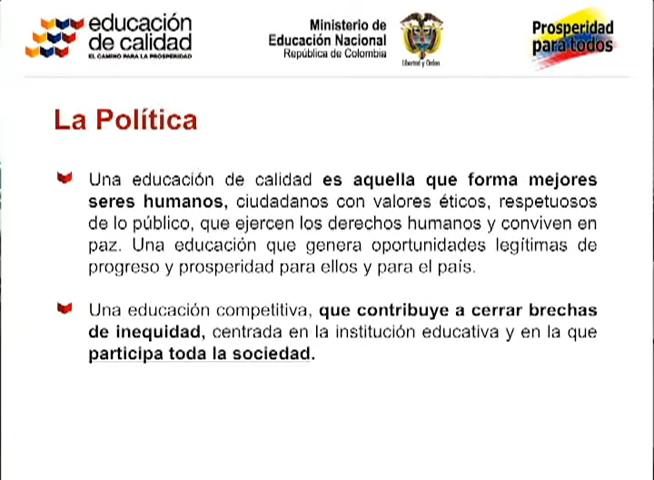 educación
de calidad
EL CAMINO PARA LA PROSPERIDAD
Ministerio de
Educación Nacional
República de Colombia
Libertad y Orden
Prosperidad
para todos
La Política
Una educación de calidad es aquella que forma mejores
seres humanos, ciudadanos con valores éticos, respetuosos
de lo público, que ejercen los derechos humanos y conviven en
paz. Una educación que genera oportunidades legítimas de
progreso y prosperidad para ellos y para el país.
Una educación competitiva, que contribuye a cerrar brechas
de inequidad, centrada en la institución educativa y en la que
participa toda la sociedad.